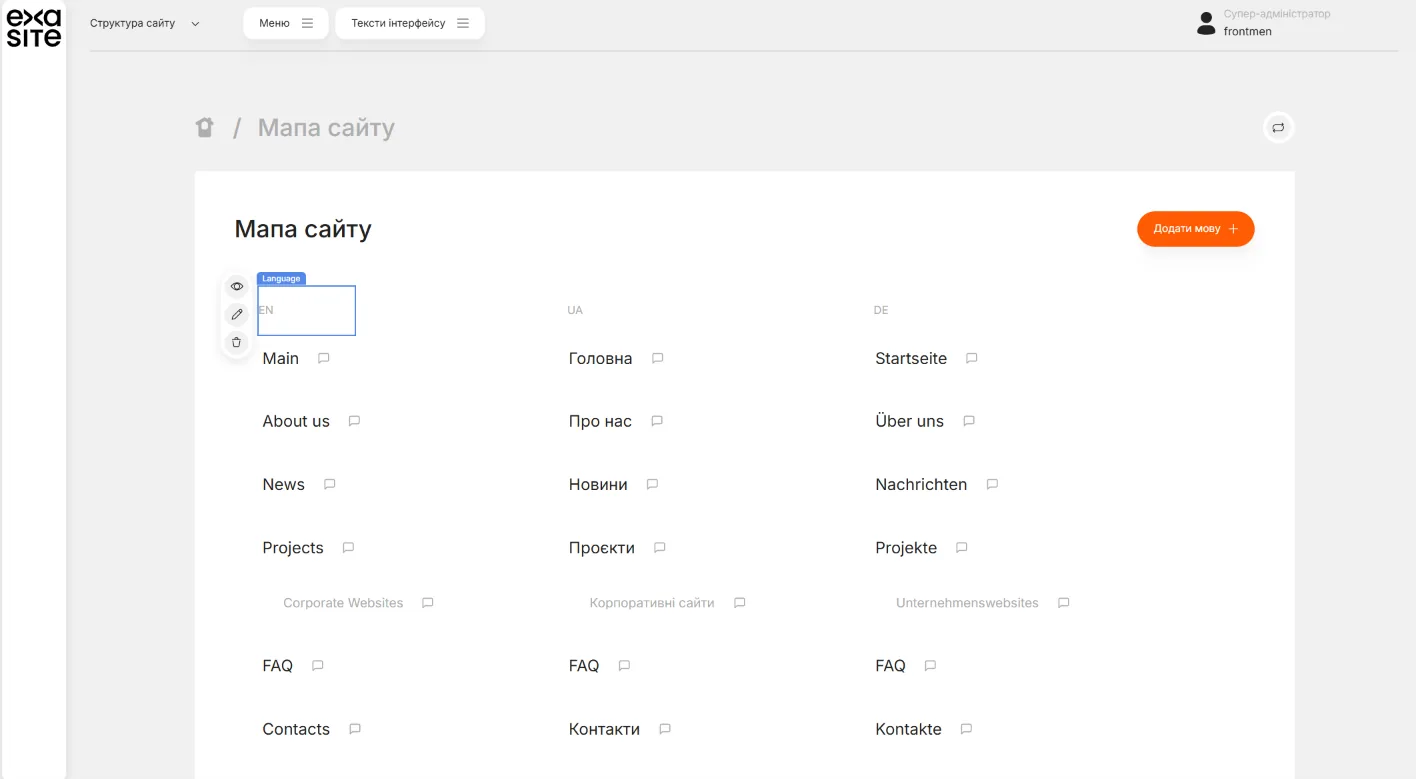 exa
site
Структура сайту
Меню
Тексти інтерфейсу
Супер-адміністратор
frontmen
/ Мапа сайту
Мапа сайту
Додати мову +
Language
EN UA DE
Main Головна Startseite
About us Про нас Über uns
News Новини Nachrichten
Projects Проєкти Projekte
Corporate Websites Корпоративні сайти Unternehmenswebsites
FAQ FAQ FAQ
Contacts Контакти Kontakte